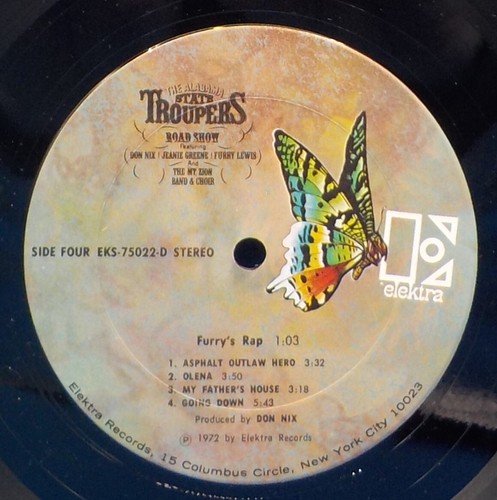 THE ALABAMA
STATE
TROUPERS
ROAD SHOW
Featuring
DON NIX / JEANIE GREENE / FURRY LEWIS
And
THE MT. ZION
BAND & CHOIR
SIDE FOUR EKS-75022-D STEREO
elektra
Furry's Rap 1:03
1. ASPHALT OUTLAW HERO 3:32
2. OLENA 3:50
3. MY FATHER'S HOUSE 3:18
4. GOING DOWN 5:43
Produced by DON NIX
℗ 1972 by Elektra Records
Elektra Records, 15 Columbus Circle, New York City 10023